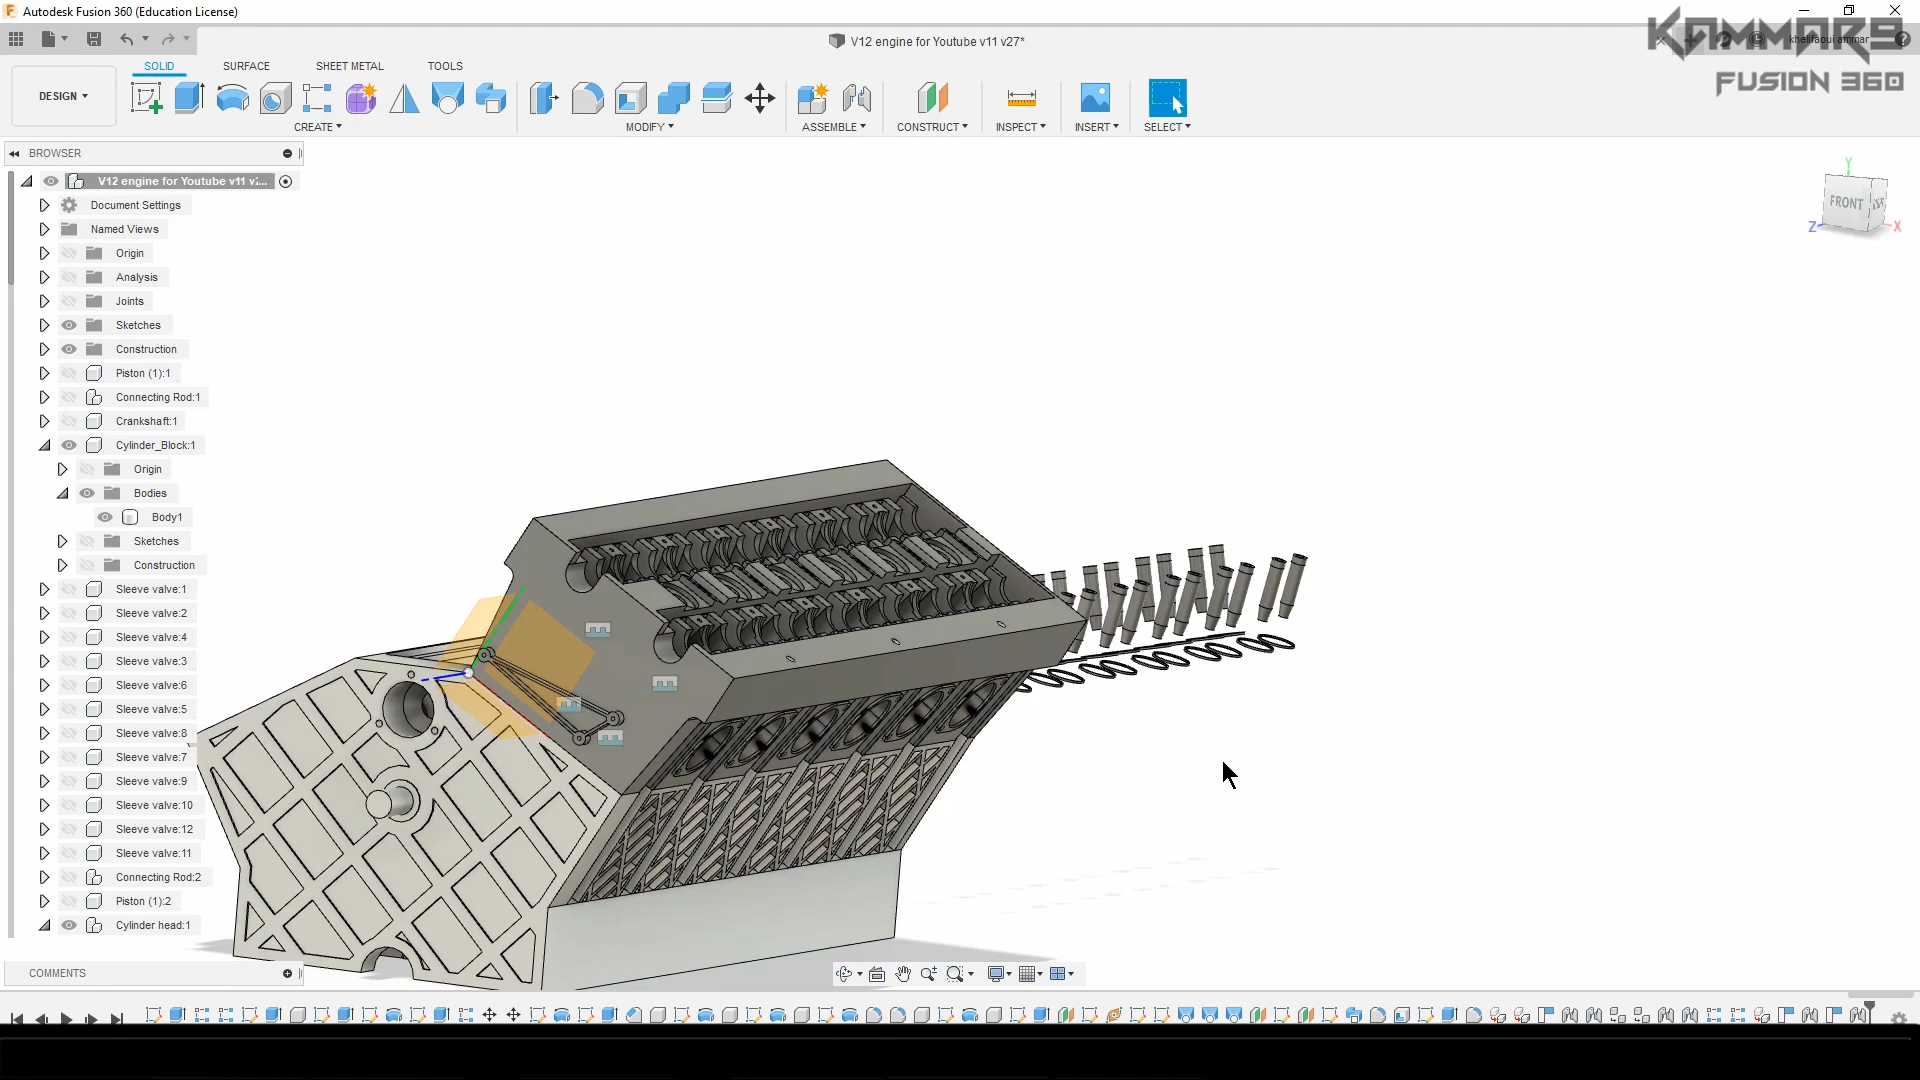 Autodesk Fusion 360 (Education License)
V12 engine for Youtube v11 v27*
khelifaoui ammar
KAMMAR9
FUSION 360
SOLID
SURFACE
SHEET METAL
TOOLS
DESIGN
CREATE
MODIFY
ASSEMBLE
CONSTRUCT
INSPECT
INSERT
SELECT
BROWSER
V12 engine for Youtube v11 v...
Document Settings
Named Views
Origin
Analysis
Joints
Sketches
Construction
Piston (1):1
Connecting Rod:1
Crankshaft:1
Cylinder_Block:1
Origin
Bodies
Body1
Sketches
Construction
Sleeve valve:1
Sleeve valve:2
Sleeve valve:4
Sleeve valve:3
Sleeve valve:6
Sleeve valve:5
Sleeve valve:8
Sleeve valve:7
Sleeve valve:9
Sleeve valve:10
Sleeve valve:12
Sleeve valve:11
Connecting Rod:2
Piston (1):2
Cylinder head:1
COMMENTS
Y
FRONT
Z
X